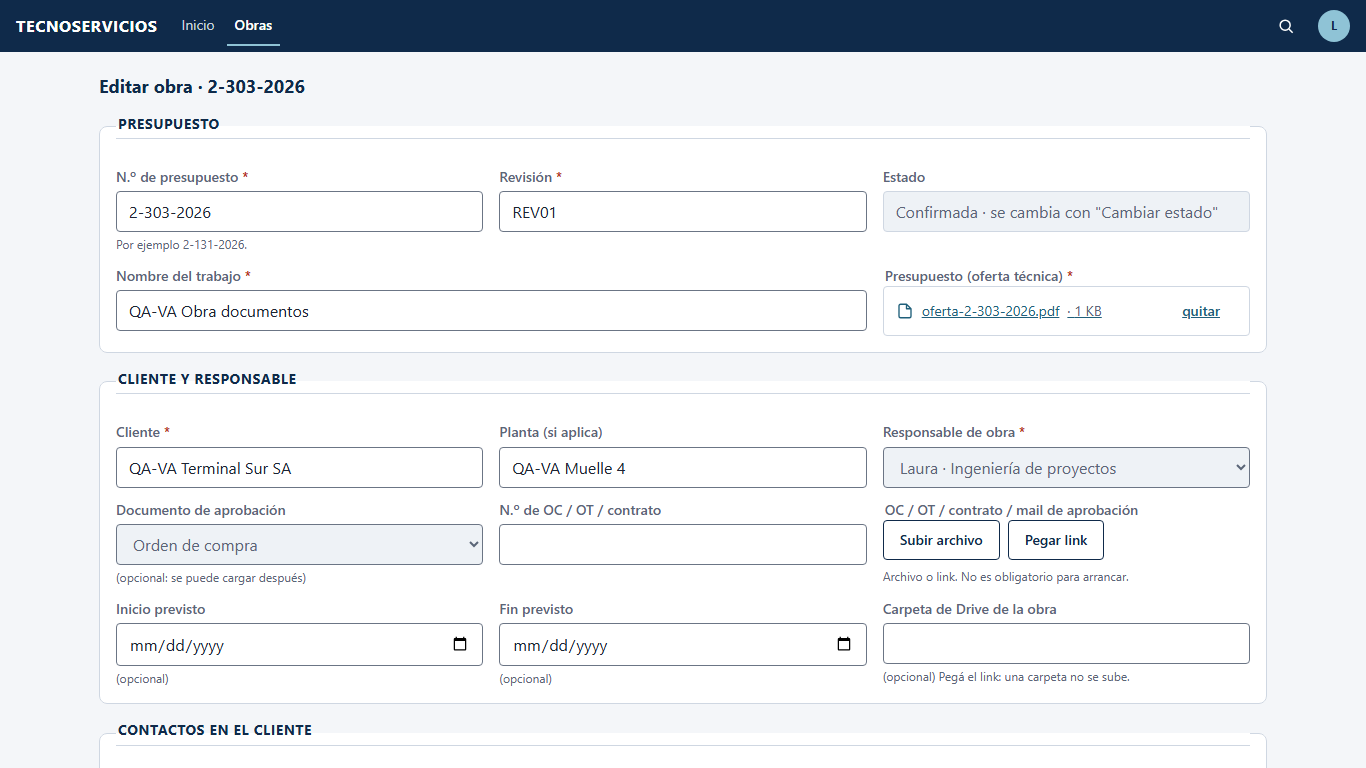 TECNOSERVICIOS Inicio Obras L
Editar obra · 2-303-2026
PRESUPUESTO
N.º de presupuesto * Revisión * Estado
2-303-2026 REV01 Confirmada · se cambia con "Cambiar estado"
Por ejemplo 2-131-2026.
Nombre del trabajo * Presupuesto (oferta técnica) *
QA-VA Obra documentos oferta-2-303-2026.pdf · 1 KB quitar
CLIENTE Y RESPONSABLE
Cliente * Planta (si aplica) Responsable de obra *
QA-VA Terminal Sur SA QA-VA Muelle 4 Laura · Ingeniería de proyectos
Documento de aprobación N.º de OC / OT / contrato OC / OT / contrato / mail de aprobación
Orden de compra Subir archivo Pegar link
(opcional: se puede cargar después) Archivo o link. No es obligatorio para arrancar.
Inicio previsto Fin previsto Carpeta de Drive de la obra
mm/dd/yyyy mm/dd/yyyy
(opcional) (opcional) (opcional) Pegá el link: una carpeta no se sube.
CONTACTOS EN EL CLIENTE